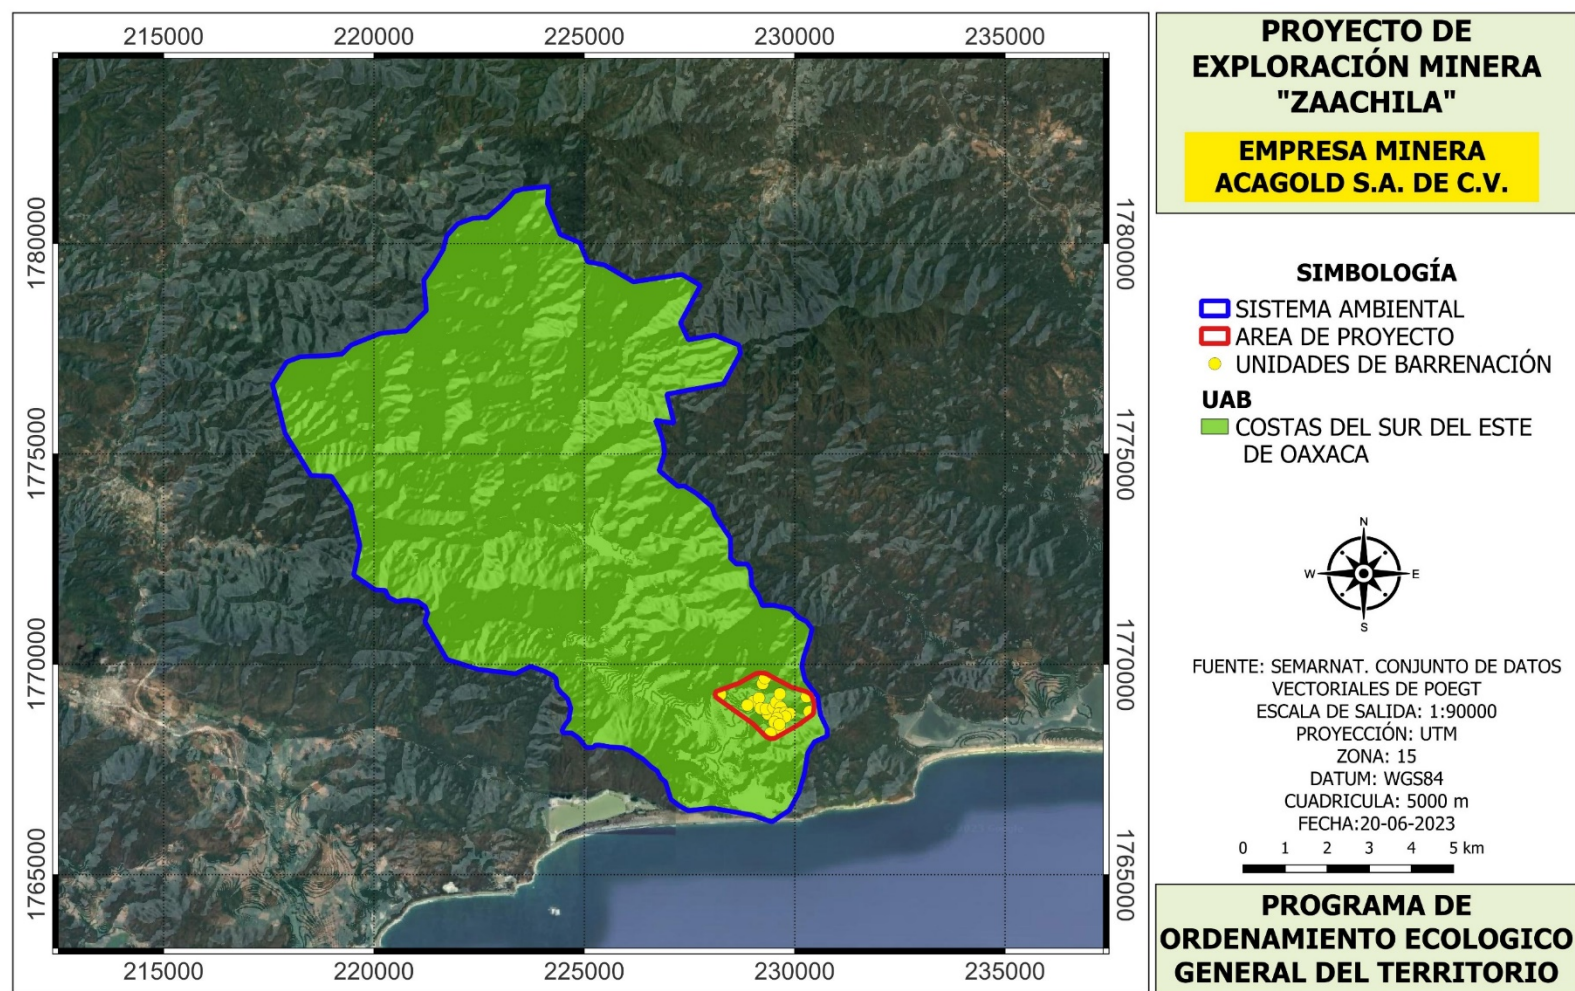 215000 220000 225000 230000 235000
1780000
1775000
1770000
1765000
1780000
1775000
1770000
1765000
215000 220000 225000 230000 235000
PROYECTO DE
EXPLORACIÓN MINERA
"ZAACHILA"
EMPRESA MINERA
ACAGOLD S.A. DE C.V.
SIMBOLOGÍA
SISTEMA AMBIENTAL
AREA DE PROYECTO
UNIDADES DE BARRENACIÓN
UAB
COSTAS DEL SUR DEL ESTE
DE OAXACA
N
W E
S
FUENTE: SEMARNAT. CONJUNTO DE DATOS
VECTORIALES DE POEGT
ESCALA DE SALIDA: 1:90000
PROYECCIÓN: UTM
ZONA: 15
DATUM: WGS84
CUADRICULA: 5000 m
FECHA:20-06-2023
0 1 2 3 4 5 km
PROGRAMA DE
ORDENAMIENTO ECOLOGICO
GENERAL DEL TERRITORIO